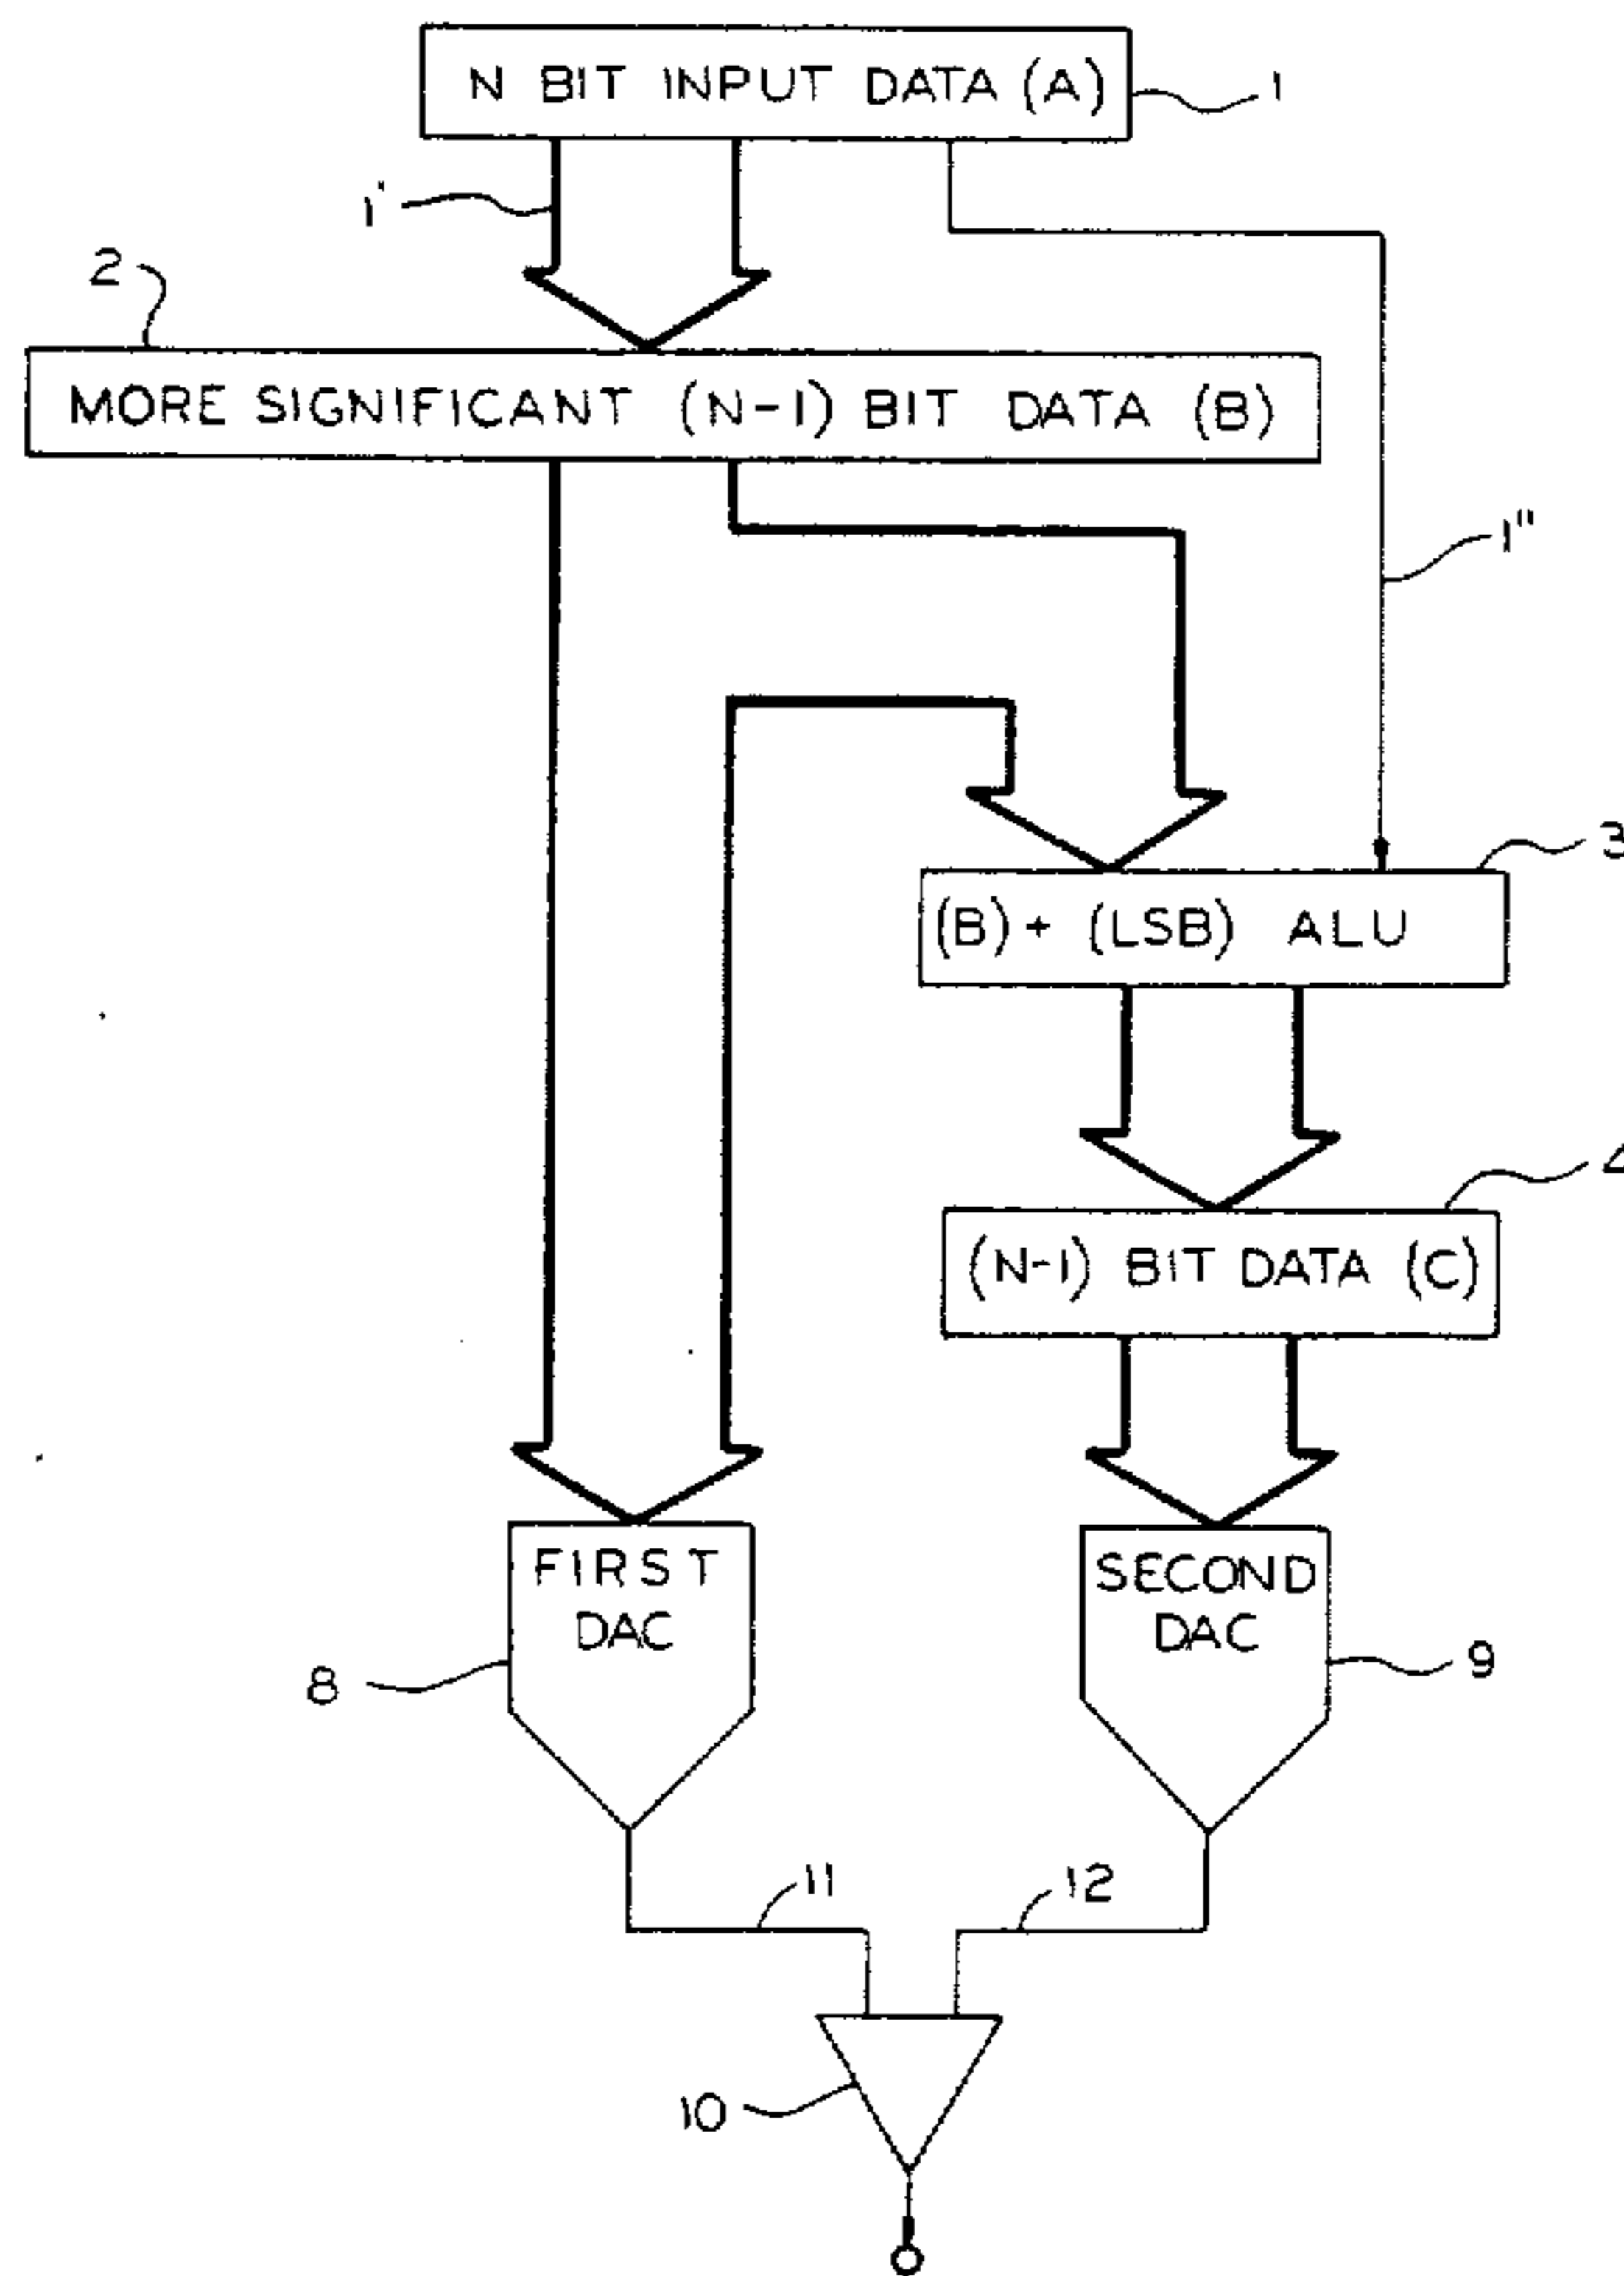 N BIT INPUT DATA (A)
1
1'
2
MORE SIGNIFICANT (N-1) BIT DATA (B)
1"
3
(B) + (LSB) ALU
4
(N-1) BIT DATA (C)
FIRST
DAC
SECOND
DAC
8
9
11
12
10